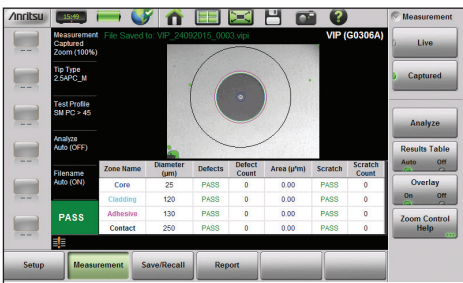 Anritsu 15:49 Measurement
Measurement
Captured
Zoom (100%)
File Saved to: VIP_24092015_0003.vipi
VIP (G0306A)
Tip Type
2.5APC_M
Test Profile
SM PC > 45
Analyze
Auto (OFF)
Filename
Auto (ON)
PASS
Zone Name Diameter (µm) Defects Defect Count Area (µ²m) Scratch Scratch Count
Core 25 PASS 0 0.00 PASS 0
Cladding 120 PASS 0 0.00 PASS 0
Adhesive 130 PASS 0 0.00 PASS 0
Contact 250 PASS 0 0.00 PASS 0
Live
Captured
Analyze
Results Table
Auto Off
Overlay
On Off
Zoom Control
Help
Setup Measurement Save/Recall Report